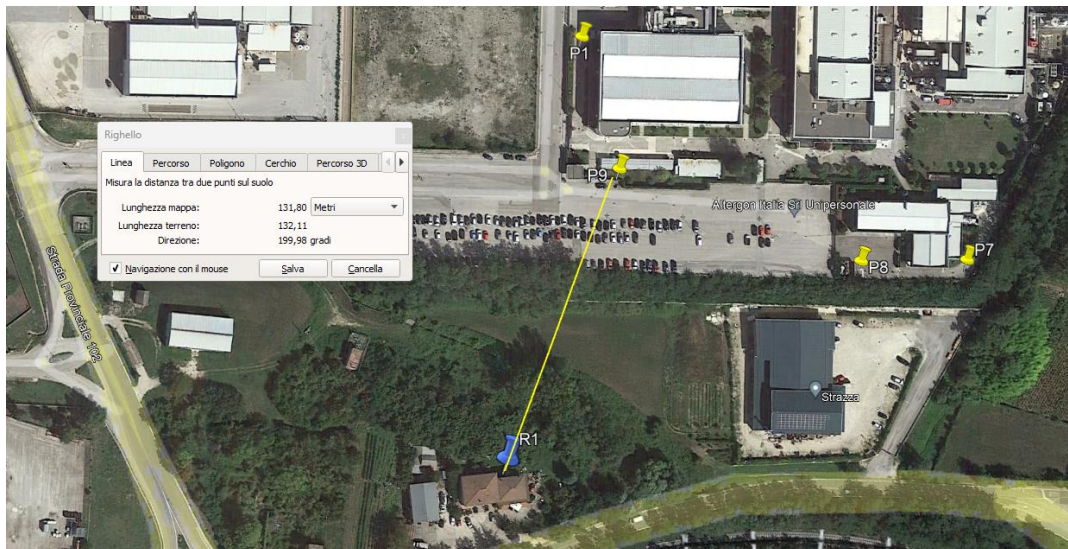 P1
Righello
Linea Percorso Poligono Cerchio Percorso 3D
Misura la distanza tra due punti sul suolo
Lunghezza mappa: 131,80 Metri
Lunghezza terreno: 132,11
Direzione: 199,98 gradi
Navigazione con il mouse Salva Cancella
P9
Altergon Italia Srl Unipersonale
P8
P7
Strada Provinciale 162
Strazza
R1